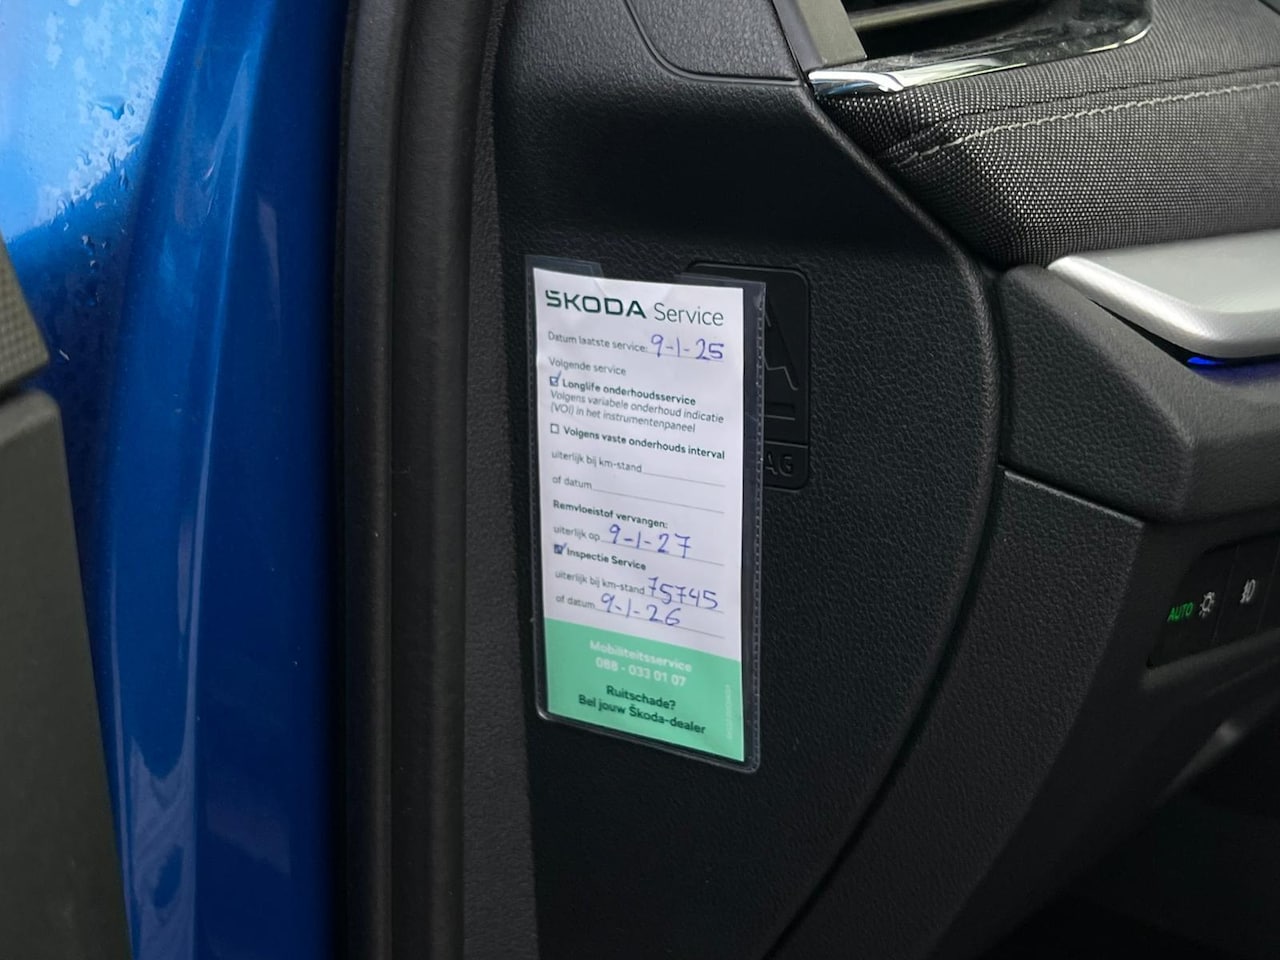 ŠKODA Service
Datum laatste service: 9-1-25
Volgende service
Longlife onderhoudsservice
Volgens variabele onderhoud indicatie
(VOI) in het instrumentenpaneel
Volgens vaste onderhouds interval
uiterlijk bij km-stand
of datum
Remvloeistof vervangen:
uiterlijk op 9-1-27
Inspectie Service
uiterlijk bij km-stand 75745
of datum 9-1-26
Mobiliteitsservice
088 - 033 01 07
Ruitschade?
Bel jouw Škoda-dealer
AG
AUTO